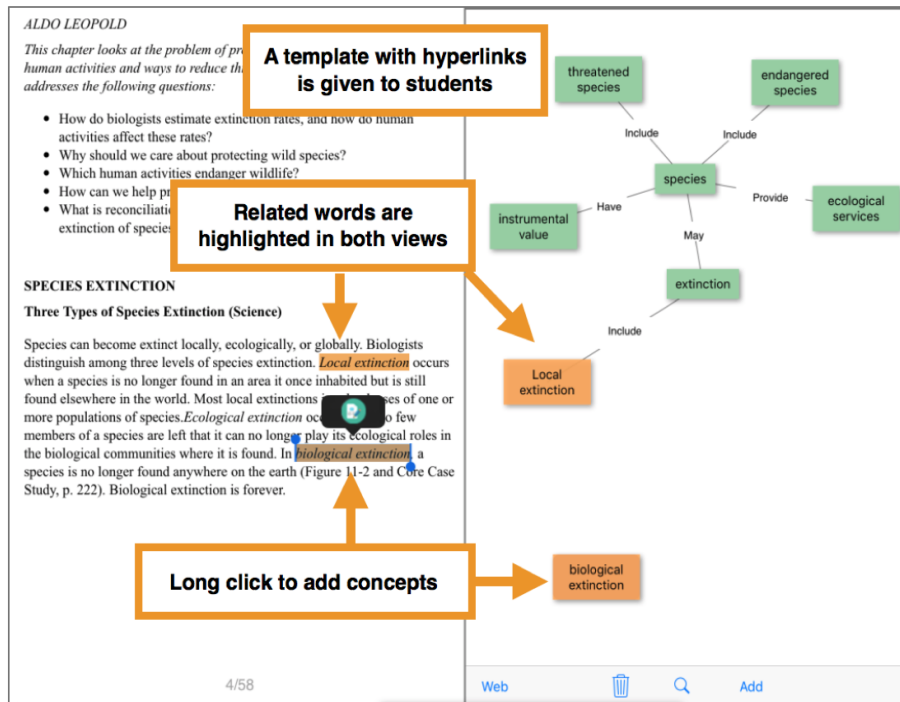 ALDO LEOPOLD
This chapter looks at the problem of
human activities and ways to reduce
addresses the following questions:
• How do biologists estimate extinction rates, and how do human
activities affect these rates?
• Why should we care about protecting wild species?
• Which human activities endanger wildlife?
• How can we help
• What is
extinction of
A template with hyperlinks
is given to students
Related words are
highlighted in both views
SPECIES EXTINCTION
Three Types of Species Extinction (Science)
Species can become extinct locally, ecologically, or globally. Biologists
distinguish among three levels of species extinction. Local extinction occurs
when a species is no longer found in an area it once inhabited but is still
found elsewhere in the world. Most local extinctions of one or
more populations of species.Ecological extinction few
members of a species are left that it can no longer play its ecological roles in
the biological communities where it is found. In biological extinction, a
species is no longer found anywhere on the earth (Figure 11-2 and Core Case
Study, p. 222). Biological extinction is forever.
Long click to add concepts
4/58
threatened
species
endangered
species
Include
Include
species
Have
Provide
instrumental
value
ecological
services
May
extinction
Include
Local
extinction
biological
extinction
Web
Add